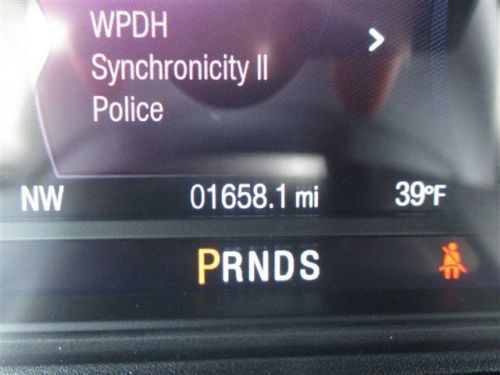 WPDH
Synchronicity II
Police
NW 01658.1 mi 39°F
PRNDS